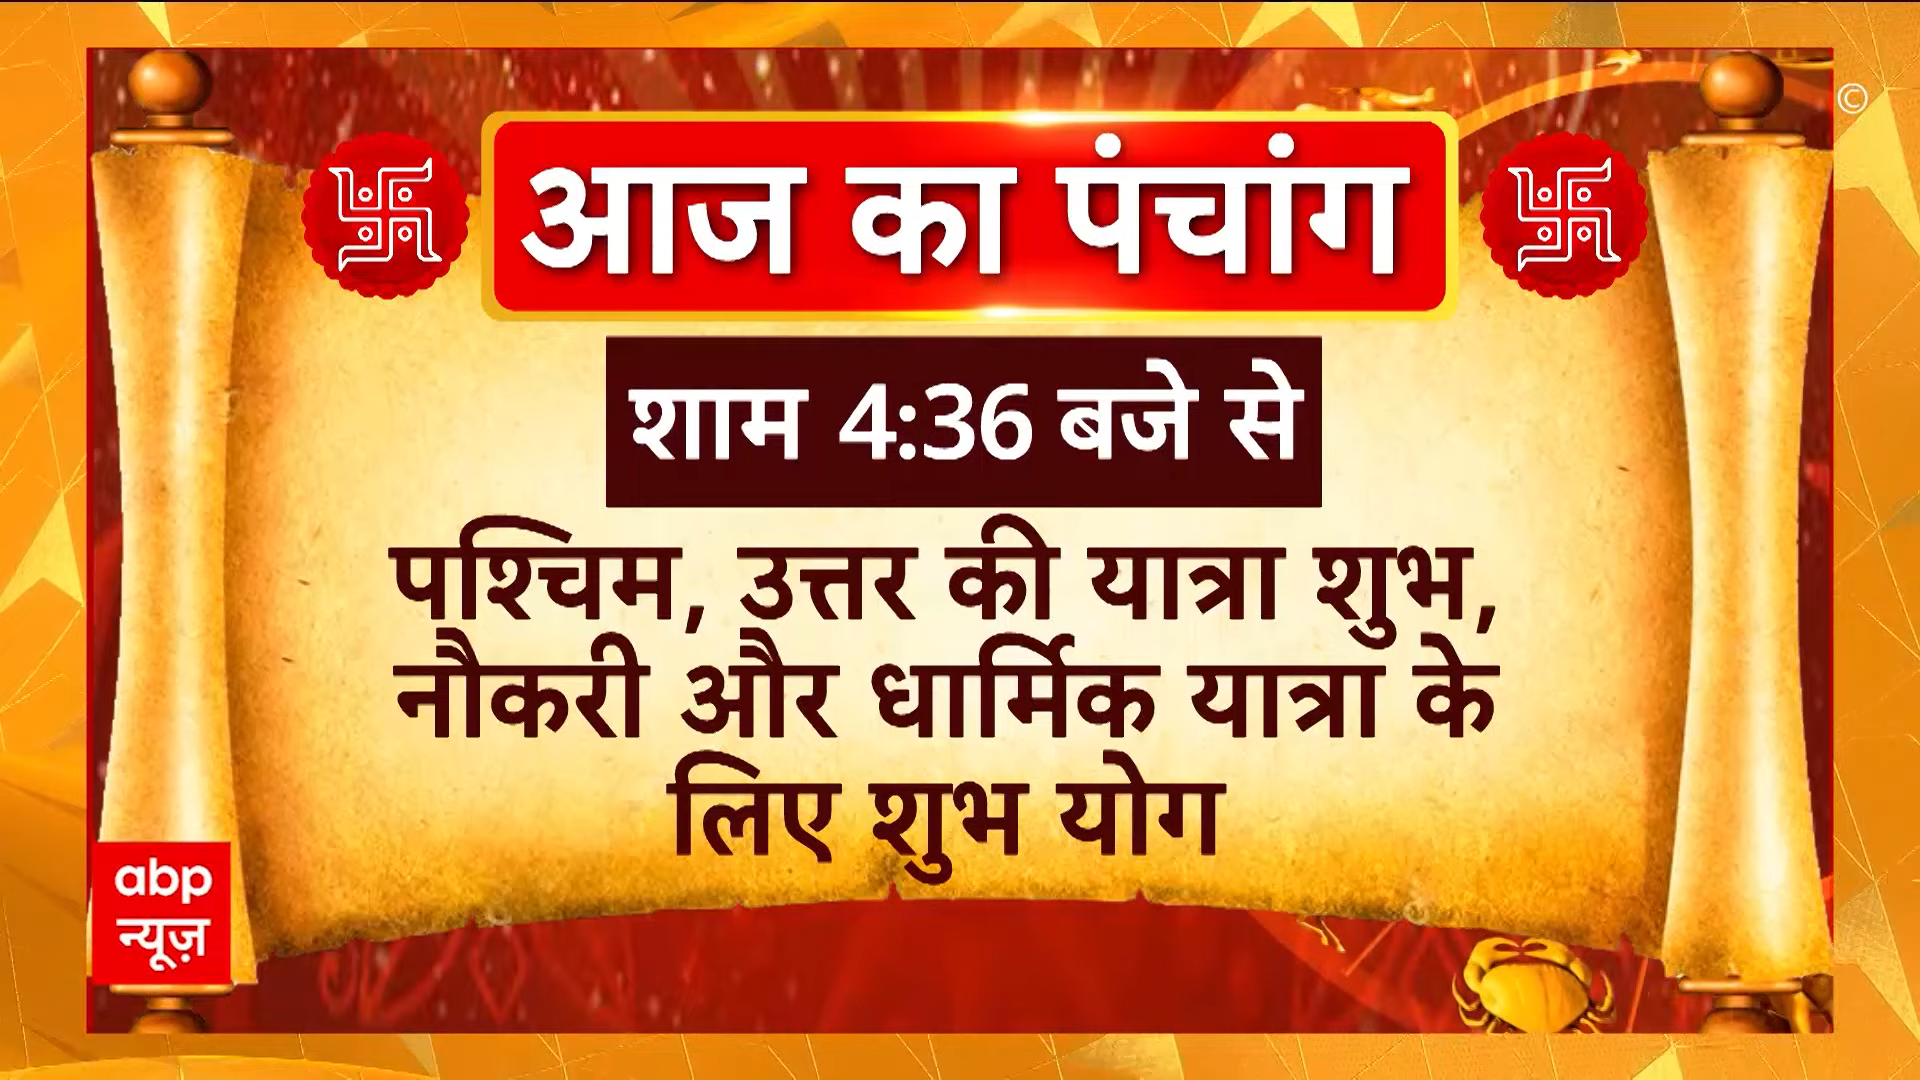 ©
आज का पंचांग
शाम 4:36 बजे से
पश्चिम, उत्तर की यात्रा शुभ,
नौकरी और धार्मिक यात्रा के
लिए शुभ योग
abp
न्यूज़